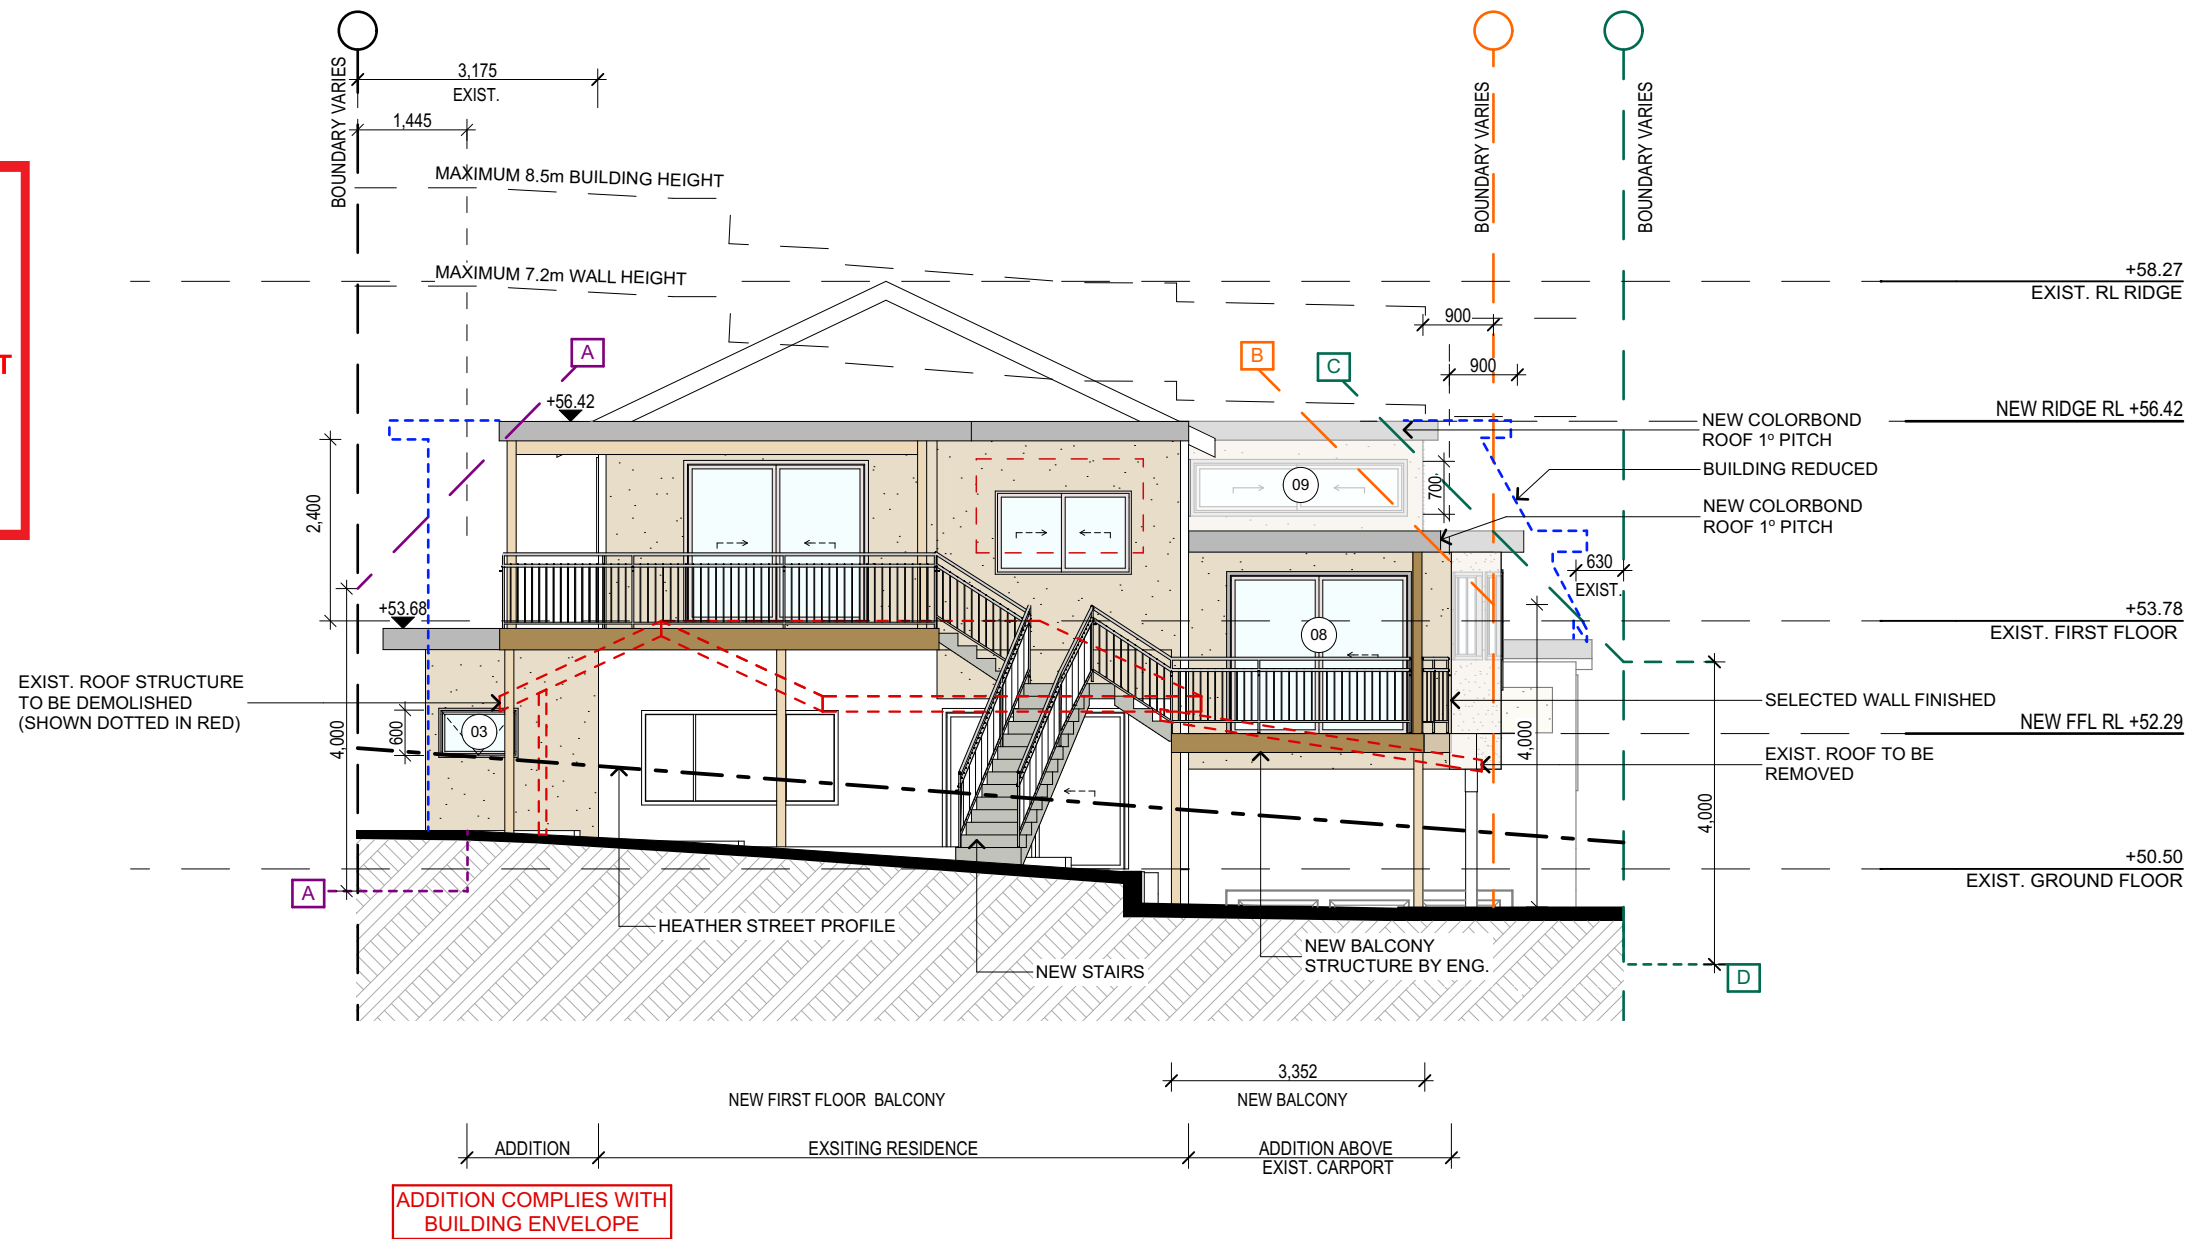 BOUNDARY VARIES
3,175
EXIST.
1,445
MAXIMUM 8.5m BUILDING HEIGHT
MAXIMUM 7.2m WALL HEIGHT
BOUNDARY VARIES
BOUNDARY VARIES
+58.27
EXIST. RL RIDGE
T
A
B
C
900
900
+56.42
NEW RIDGE RL +56.42
NEW COLORBOND
ROOF 1º PITCH
BUILDING REDUCED
NEW COLORBOND
ROOF 1º PITCH
2,400
09
700
630
EXIST.
+53.68
+53.78
EXIST. FIRST FLOOR
08
EXIST. ROOF STRUCTURE
TO BE DEMOLISHED
(SHOWN DOTTED IN RED)
4,000
600
03
SELECTED WALL FINISHED
NEW FFL RL +52.29
4,000
EXIST. ROOF TO BE
REMOVED
4,000
+50.50
EXIST. GROUND FLOOR
A
HEATHER STREET PROFILE
NEW STAIRS
NEW BALCONY
STRUCTURE BY ENG.
D
3,352
NEW FIRST FLOOR BALCONY
NEW BALCONY
ADDITION
EXSITING RESIDENCE
ADDITION ABOVE
EXIST. CARPORT
ADDITION COMPLIES WITH
BUILDING ENVELOPE